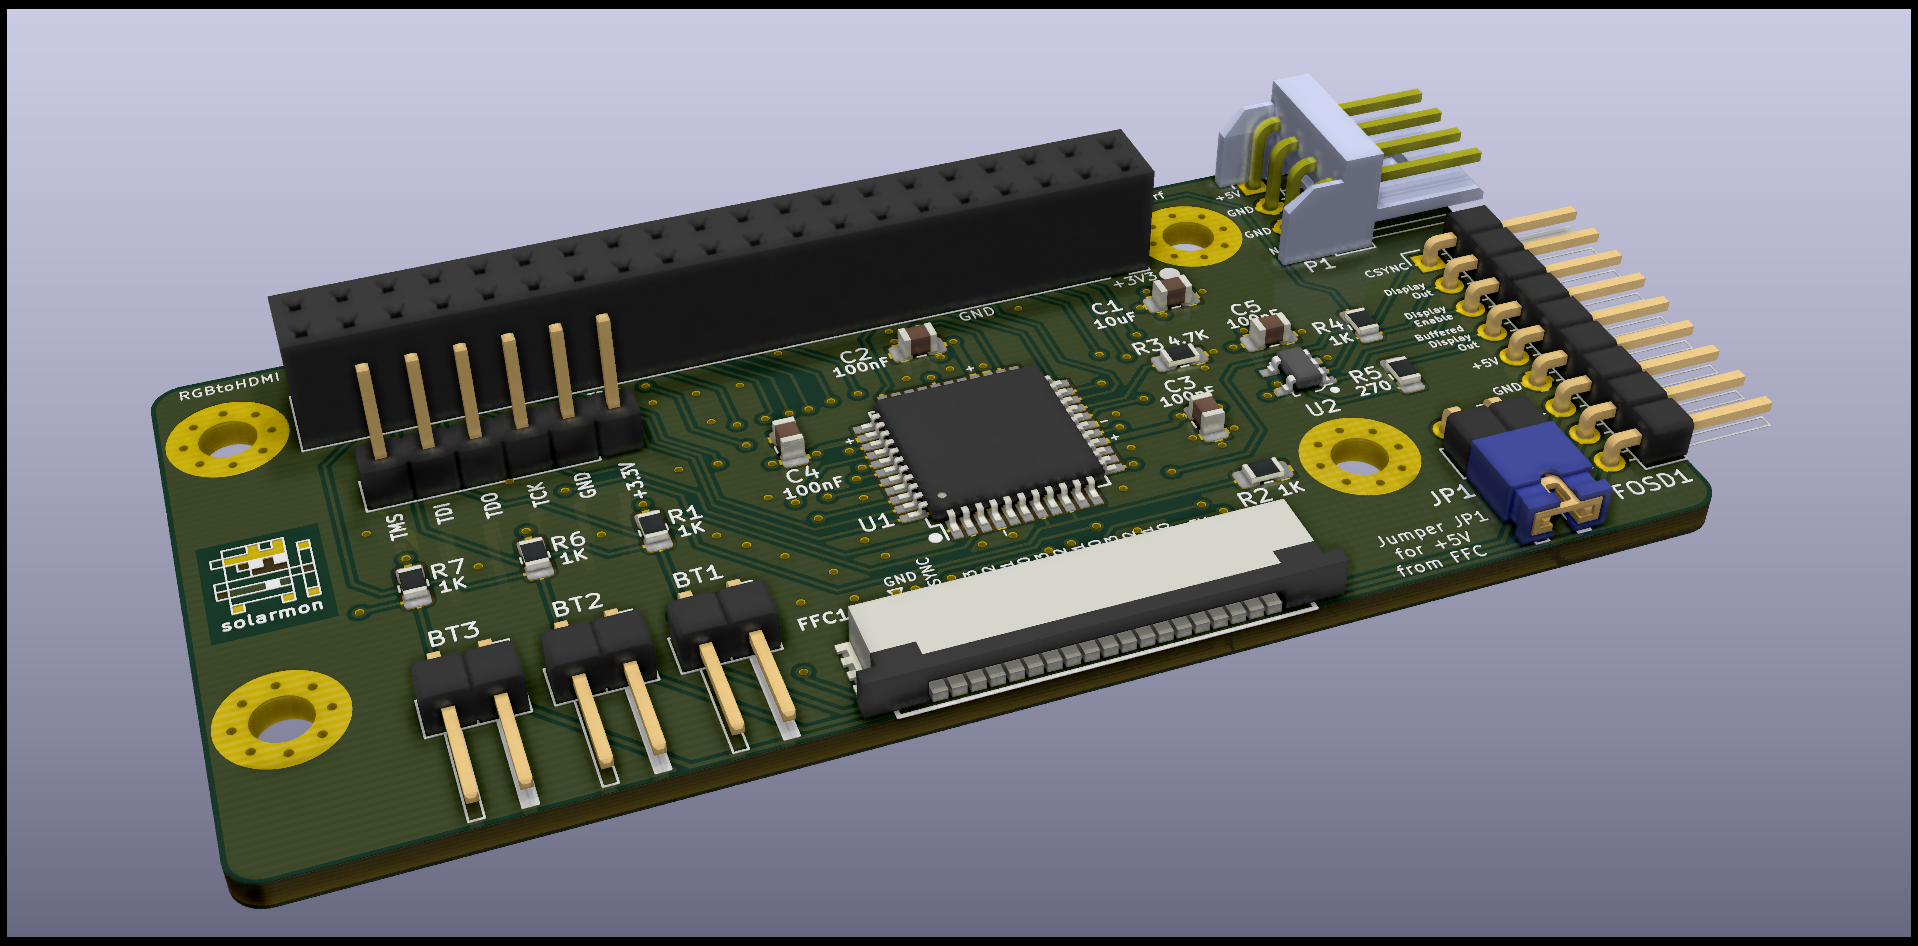 RGBtoHDMI
TMS
TDI
TDO
TCK
GND
+3.3V
C2
100nF
GND
+3V3
C1
10uF
C5
R3 4.7K
C3
R4
1K
R5
270
U2
+5V
GND
GND
P1
CSYNC
Display
Out
Display
Enable
Buffered
Display
Out
+5V
GND
C4
100nF
U1
R2 1K
R1
1K
R6
1K
R7
1K
solarmon
BT3
BT2
BT1
FFC1
GND
JP1
FOSD1
Jumper JP1
for +5V
from FFC